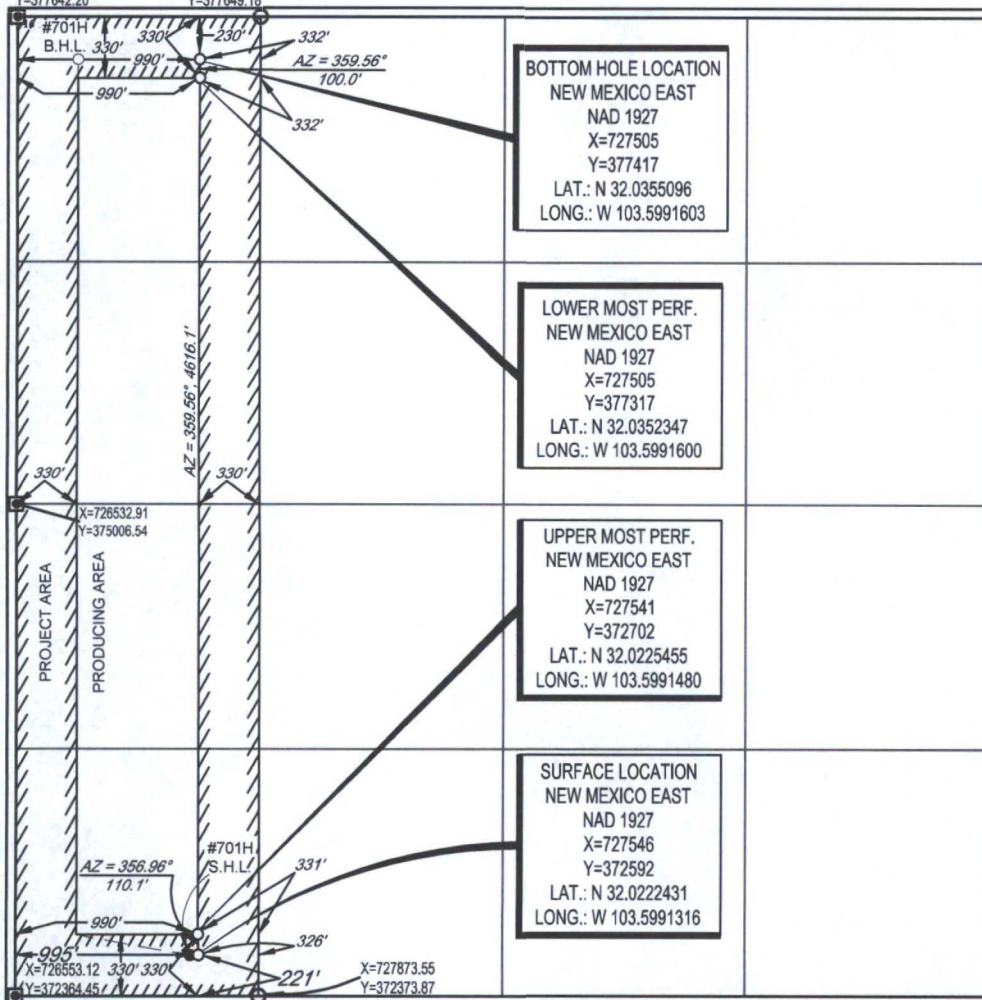 Y=377642.20
Y=377649.18
#701H
B.H.L.
330'
330'
230'
332'
990'
AZ = 359.56°
100.0'
990'
332'
BOTTOM HOLE LOCATION
NEW MEXICO EAST
NAD 1927
X=727505
Y=377417
LAT.: N 32.0355096
LONG.: W 103.5991603
LOWER MOST PERF.
NEW MEXICO EAST
NAD 1927
X=727505
Y=377317
LAT.: N 32.0352347
LONG.: W 103.5991600
AZ = 359.56°, 4616.1'
330'
330'
X=726532.91
Y=375006.54
PROJECT AREA
PRODUCING AREA
UPPER MOST PERF.
NEW MEXICO EAST
NAD 1927
X=727541
Y=372702
LAT.: N 32.0225455
LONG.: W 103.5991480
SURFACE LOCATION
NEW MEXICO EAST
NAD 1927
X=727546
Y=372592
LAT.: N 32.0222431
LONG.: W 103.5991316
#701H
S.H.L.
AZ = 356.96°
110.1'
331'
990'
326'
995'
X=726553.12
Y=372364.45
330'
330'
221'
X=727873.55
Y=372373.87